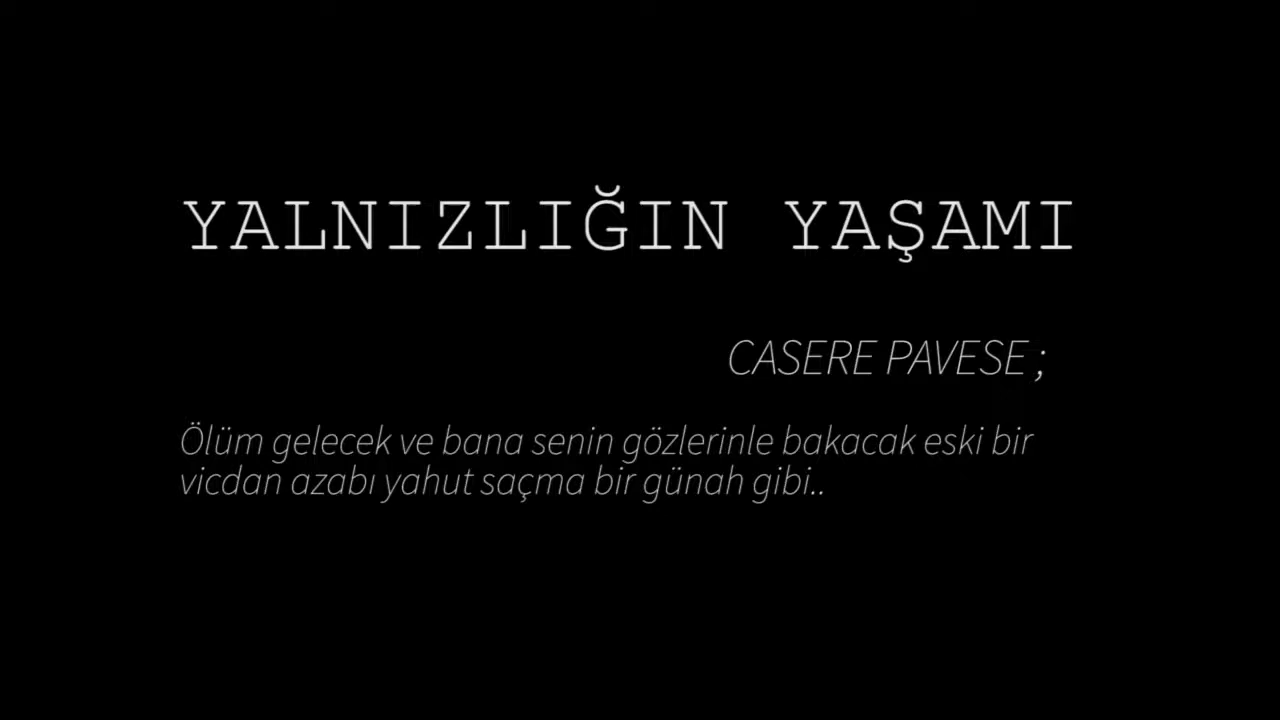 YALNIZLIĞIN YAŞAMI
CASERE PAVESE ;
Ölüm gelecek ve bana senin gözlerinle bakacak eski bir
vicdan azabı yahut saçma bir günah gibi..